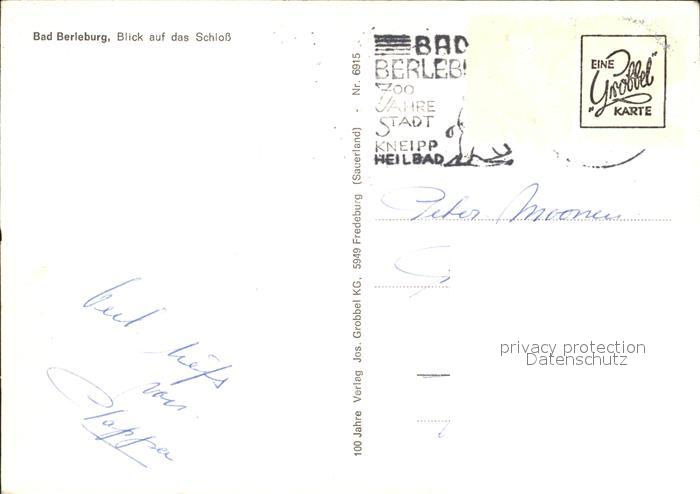 Bad Berleburg, Blick auf das Schloß
BAD
BERLEB
700
JAHRE
STADT
KNEIPP
HEILBAD
EINE
"Grobbel"
KARTE
100 Jahre Verlag Jos. Grobbel KG, 5949 Fredeburg (Sauerland) · Nr. 6915
Peter Moonen
privacy protection
Datenschutz